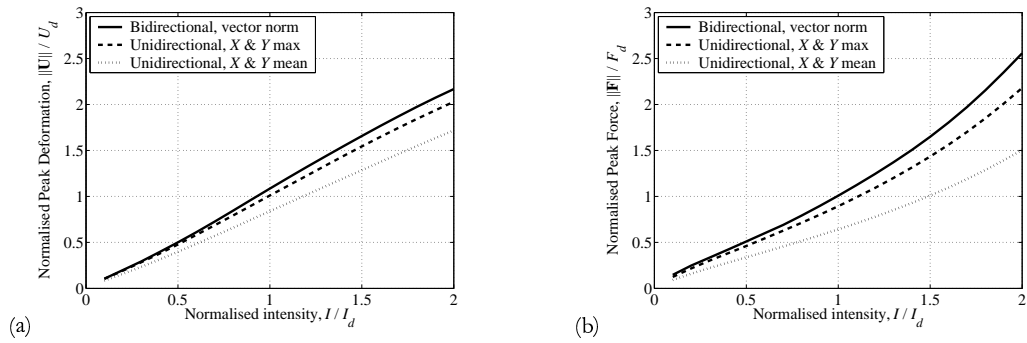 3
2.5
2
1.5
1
0.5
0
0
0.5
1
1.5
2
Normalised Peak Deformation, ||U|| / U_d
Normalised intensity, I / I_d
Bidirectional, vector norm
Unidirectional, X & Y max
Unidirectional, X & Y mean
(a)
3
2.5
2
1.5
1
0.5
0
0
0.5
1
1.5
2
Normalised Peak Force, ||F|| / F_d
Normalised intensity, I / I_d
Bidirectional, vector norm
Unidirectional, X & Y max
Unidirectional, X & Y mean
(b)